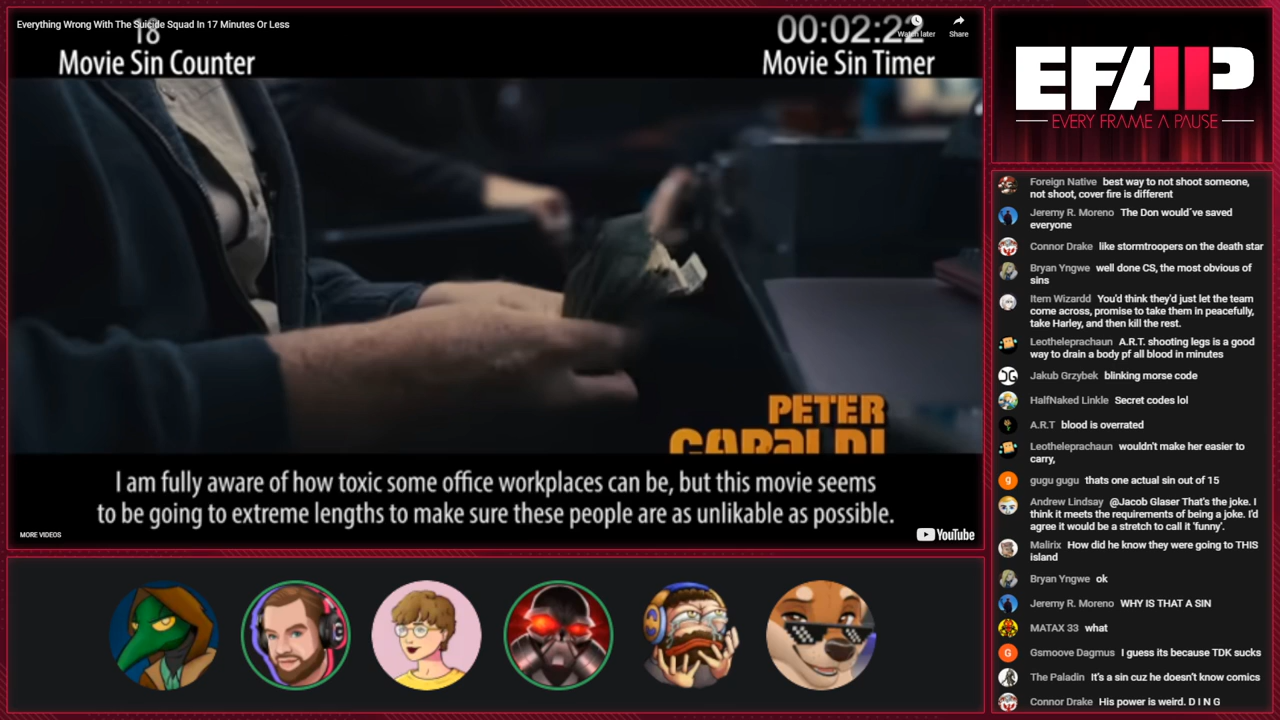 Everything Wrong With The Suicide Squad In 17 Minutes Or Less
18
Movie Sin Counter
00:02:22
Movie Sin Timer
Watch later
Share
PETER
CAPALDI
I am fully aware of how toxic some office workplaces can be, but this movie seems
to be going to extreme lengths to make sure these people are as unlikable as possible.
MORE VIDEOS
YouTube
EFAP
EVERY FRAME A PAUSE
Foreign Native best way to not shoot someone,
not shoot, cover fire is different
Jeremy R. Moreno The Don would´ve saved
everyone
Connor Drake like stormtroopers on the death star
Bryan Yngwe well done CS, the most obvious of
sins
Item Wizardd You'd think they'd just let the team
come across, promise to take them in peacefully,
take Harley, and then kill the rest.
Leotheleprachaun A.R.T. shooting legs is a good
way to drain a body pf all blood in minutes
Jakub Grzybek blinking morse code
HalfNaked Linkle Secret codes lol
A.R.T blood is overrated
Leotheleprachaun wouldn't make her easier to
carry,
g
gugu gugu thats one actual sin out of 15
Andrew Lindsay @Jacob Glaser That's the joke. I
think it meets the requirements of being a joke. I'd
agree it would be a stretch to call it 'funny'.
Malirix How did he know they were going to THIS
island
Bryan Yngwe ok
Jeremy R. Moreno WHY IS THAT A SIN
MATAX 33 what
G
Gsmoove Dagmus I guess its because TDK sucks
The Paladin It's a sin cuz he doesn't know comics
Connor Drake His power is weird. D I N G